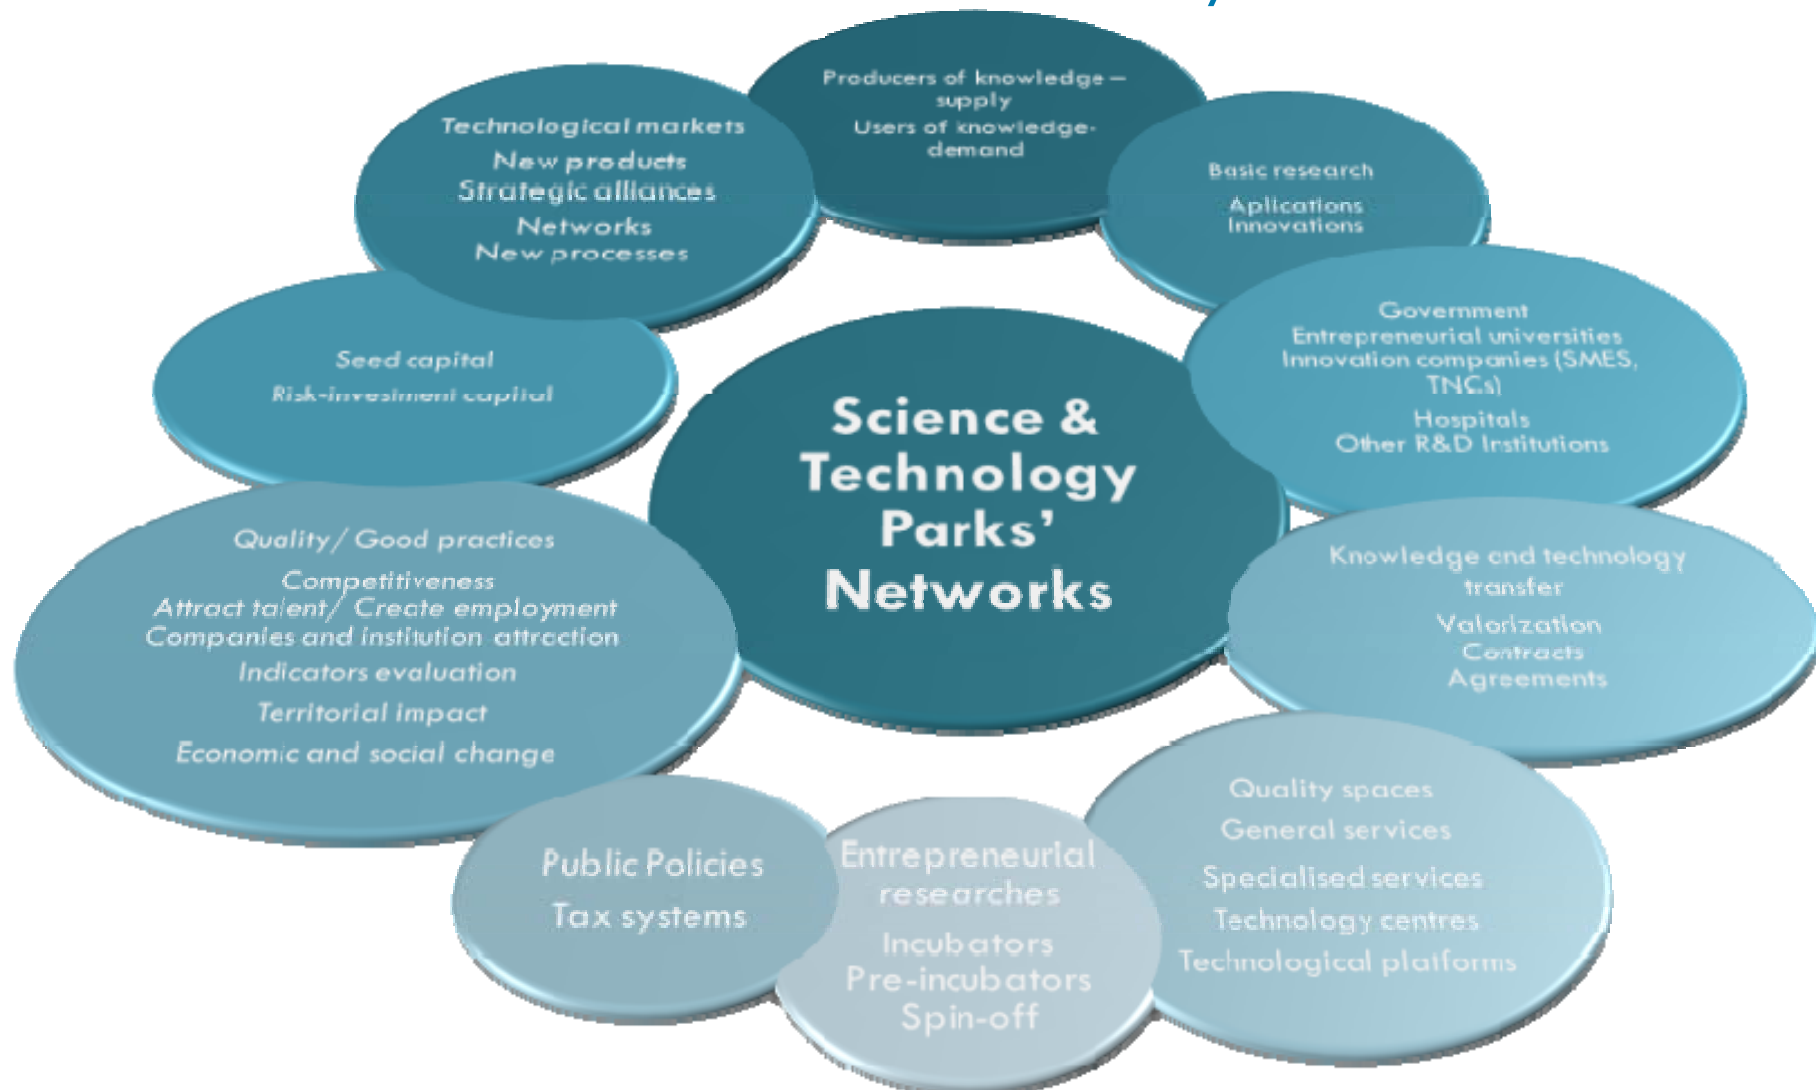 Producers of knowledge –
supply
Users of knowledge-
demand
Basic research
Aplications
Innovations
Government
Entrepreneurial universities
Innovation companies (SMES,
TNCs)
Hospitals
Other R&D Institutions
Knowledge and technology
transfer
Valorization
Contracts
Agreements
Quality spaces
General services
Specialised services
Technology centres
Technological platforms
Entrepreneurial
researches
Incubators
Pre-incubators
Spin-off
Public Policies
Tax systems
Quality/ Good practices
Competitiveness
Attract talent/ Create employment
Companies and institution attraction
Indicators evaluation
Territorial impact
Economic and social change
Seed capital
Risk-investment capital
Technological markets
New products
Strategic alliances
Networks
New processes
Science &
Technology
Parks’
Networks